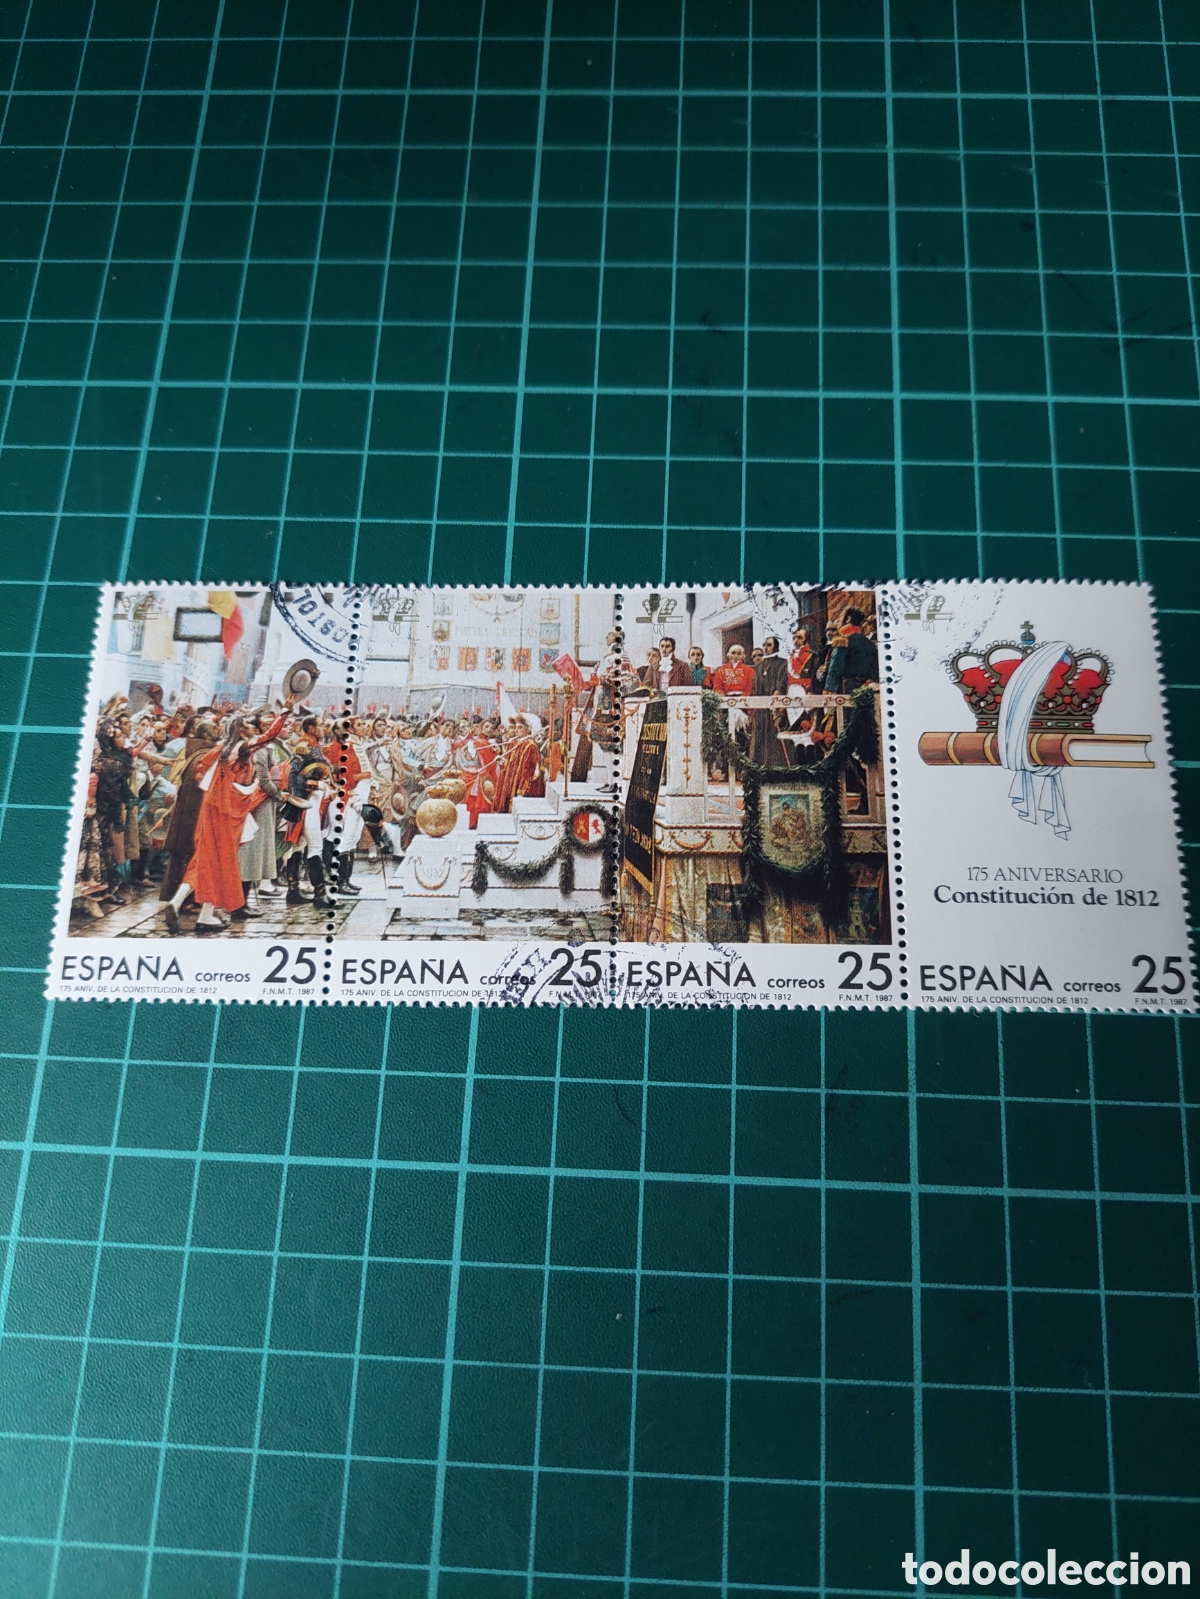 175 ANIVERSARIO
Constitución de 1812
ESPAÑA correos 25
175 ANIV. DE LA CONSTITUCION DE 1812 F.N.M.T. 1987
ESPAÑA correos 25
175 ANIV. DE LA CONSTITUCION DE 1812 F.N.M.T. 1987
ESPAÑA correos 25
175 ANIV. DE LA CONSTITUCION DE 1812 F.N.M.T. 1987
ESPAÑA correos 25
175 ANIV. DE LA CONSTITUCION DE 1812 F.N.M.T. 1987
todocoleccion